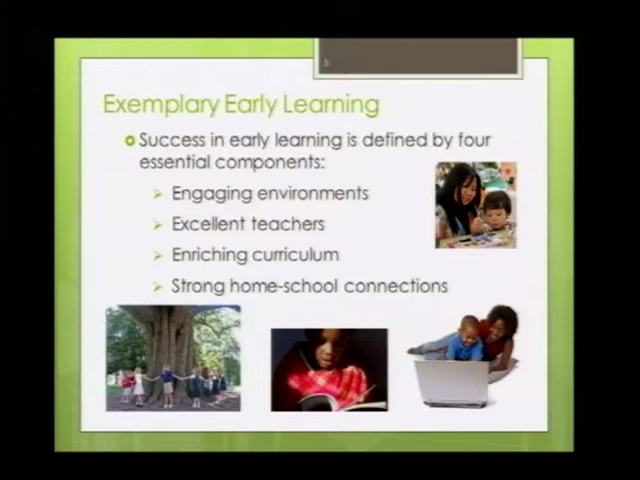 5
Exemplary Early Learning
Success in early learning is defined by four
essential components:
Engaging environments
Excellent teachers
Enriching curriculum
Strong home-school connections